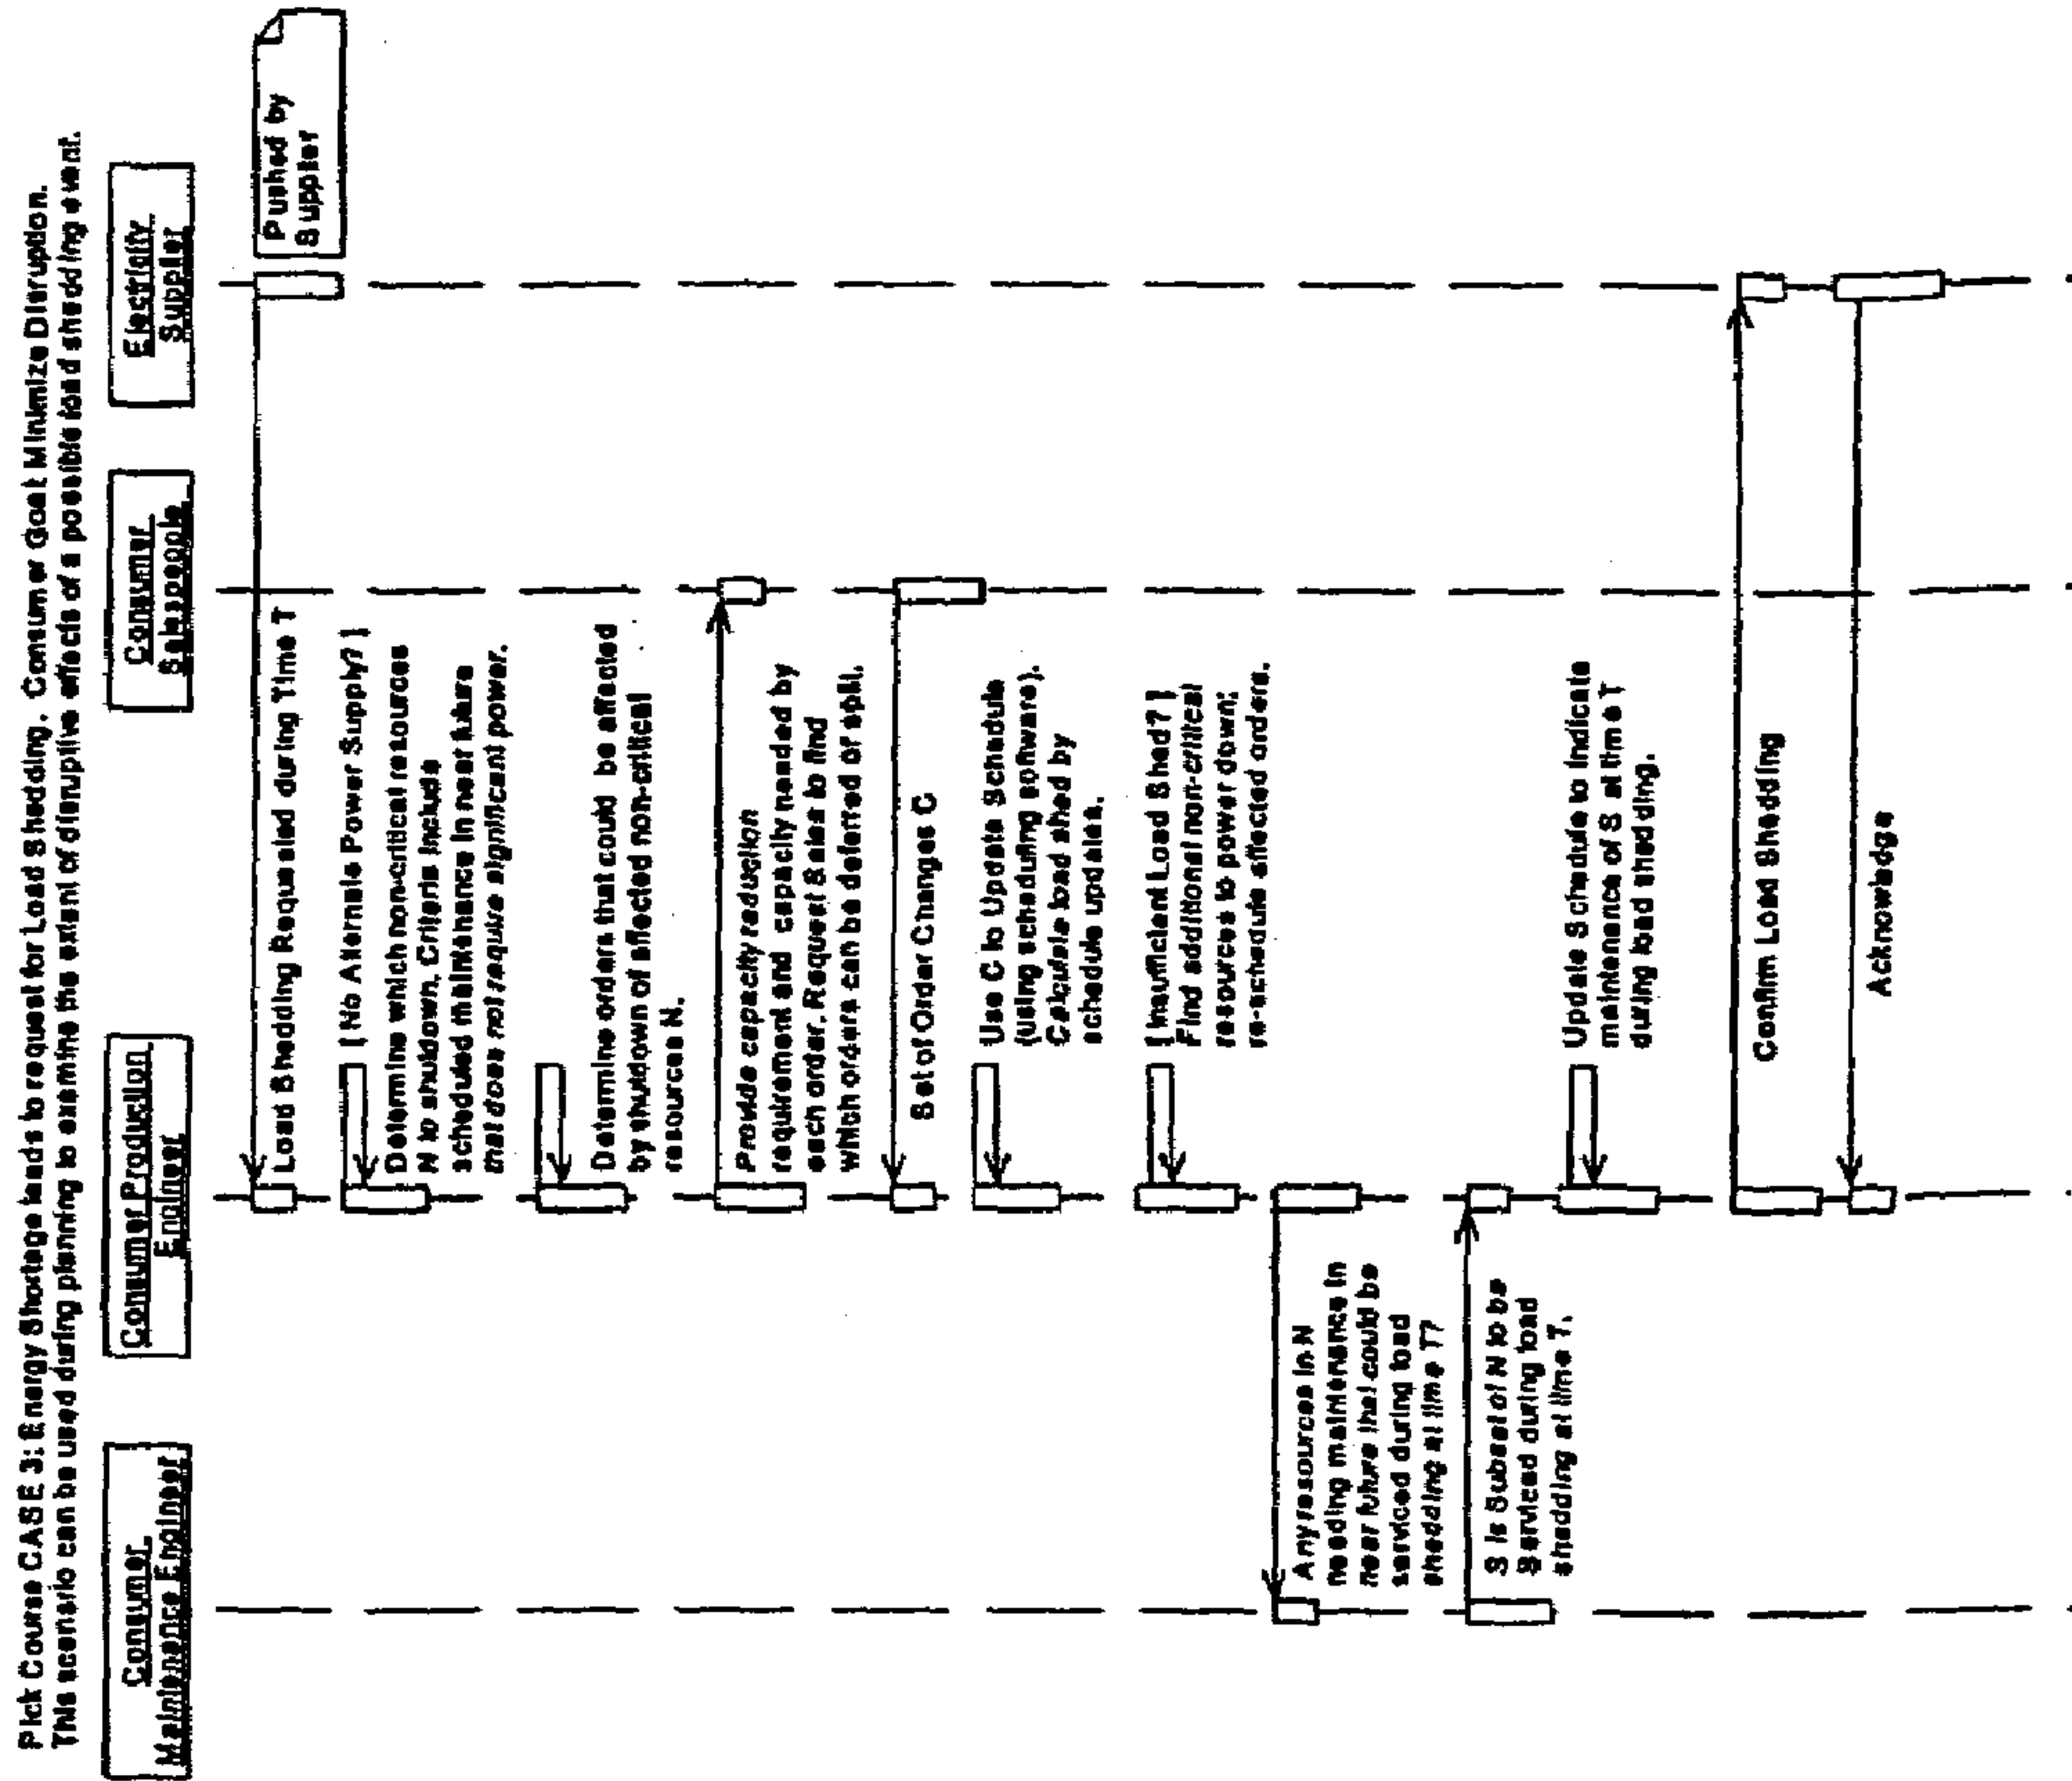 Pick Course CASE 3: Energy Shortage leads to request for Load Shedding. Consumer Goal Minimize Disruption.
This scenario can be used during planning to examine the extent of disruptive effects of a possible load shedding event.
Consumer
Maintenance Engineer
Consumer Production
Engineer
Consumer
Salespeople
Electricity
Supplier
Pushed by
Supplier
Load Shedding Requested during Time T
[ No Alternate Power Supply? ]
Determine which non-critical resources
N to shutdown. Criteria include
scheduled maintenance in near future
that does not require significant power.
Determine orders that could be affected
by shutdown of affected non-critical
resources N.
Provide capacity reduction
requirement and capacity needed by
each order. Request Sales to find
which orders can be deferred or split.
Set of Order Changes C
Use C to Update Schedule
(using scheduling software).
Calculate load shed by
schedule updates.
[ Insufficient Load Shed? ]
Find additional non-critical
resources to power down;
re-schedule affected orders.
Any resources in N
needing maintenance in
near future that could be
serviced during load
shedding at time T?
S is Subset of N to be
Serviced during load
shedding at time T.
Update Schedule to indicate
maintenance of S at time T
during load shedding.
Confirm Load Shedding
Acknowledge